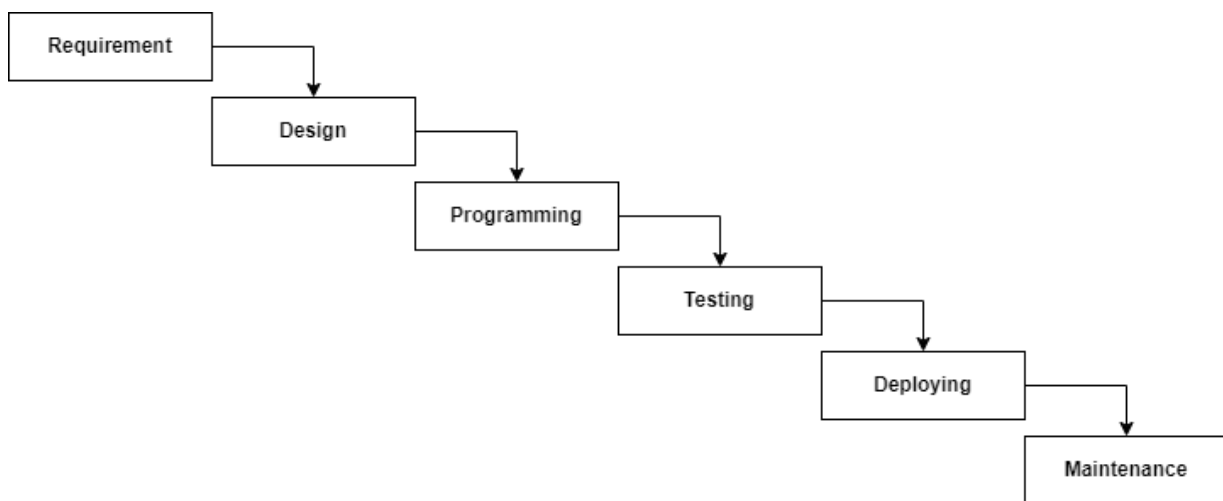 Requirement
Design
Programming
Testing
Deploying
Maintenance